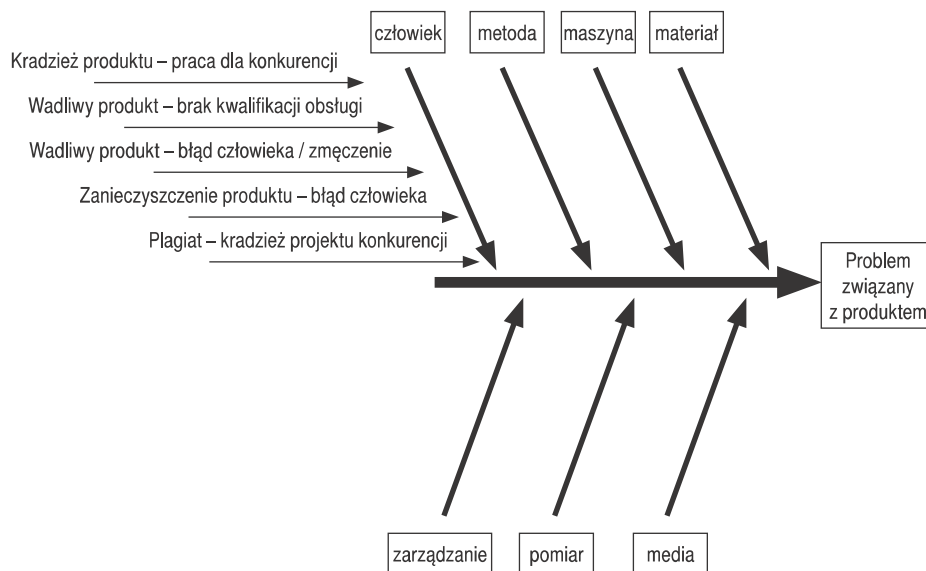 człowiek
metoda
maszyna
materiał
Kradzież produktu – praca dla konkurencji
Wadliwy produkt – brak kwalifikacji obsługi
Wadliwy produkt – błąd człowieka / zmęczenie
Zanieczyszczenie produktu – błąd człowieka
Plagiat – kradzież projektu konkurencji
Problem
związany
z produktem
zarządzanie
pomiar
media